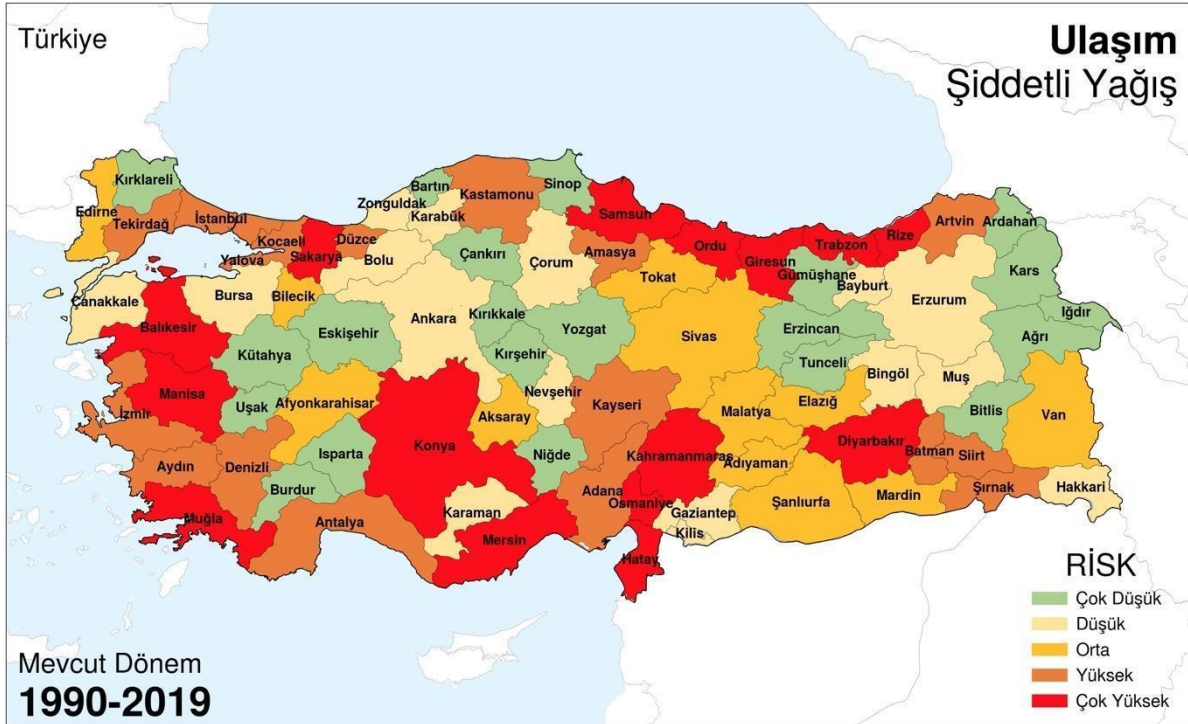 Türkiye
Ulaşım
Şiddetli Yağış
Kırklareli
Edirne
Tekirdağ
İstanbul
Kocaeli
Yalova
Sakarya
Düzce
Zonguldak
Bartın
Karabük
Kastamonu
Sinop
Samsun
Ordu
Giresun
Trabzon
Rize
Artvin
Ardahan
Kars
Iğdır
Ağrı
Gümüşhane
Bayburt
Erzurum
Bolu
Çankırı
Çorum
Amasya
Tokat
Çanakkale
Bursa
Bilecik
Balıkesir
Kütahya
Eskişehir
Ankara
Kırıkkale
Kırşehir
Yozgat
Sivas
Erzincan
Tunceli
Bingöl
Muş
Bitlis
Van
Manisa
Uşak
Afyonkarahisar
Aksaray
Nevşehir
Kayseri
Malatya
Elazığ
Diyarbakır
Batman
Siirt
İzmir
Aydın
Denizli
Isparta
Burdur
Konya
Niğde
Kahramanmaraş
Adıyaman
Şanlıurfa
Mardin
Şırnak
Hakkari
Muğla
Antalya
Karaman
Mersin
Adana
Osmaniye
Gaziantep
Kilis
Hatay
RİSK
Çok Düşük
Düşük
Orta
Yüksek
Çok Yüksek
Mevcut Dönem
1990-2019